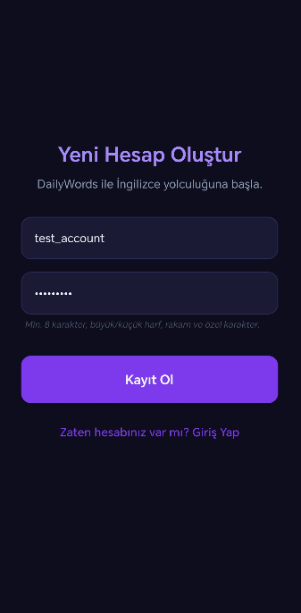 Yeni Hesap Oluştur
DailyWords ile İngilizce yolculuğuna başla.
test_account
•••••••••
Min. 8 karakter, büyük/küçük harf, rakam ve özel karakter.
Kayıt Ol
Zaten hesabınız var mı? Giriş Yap